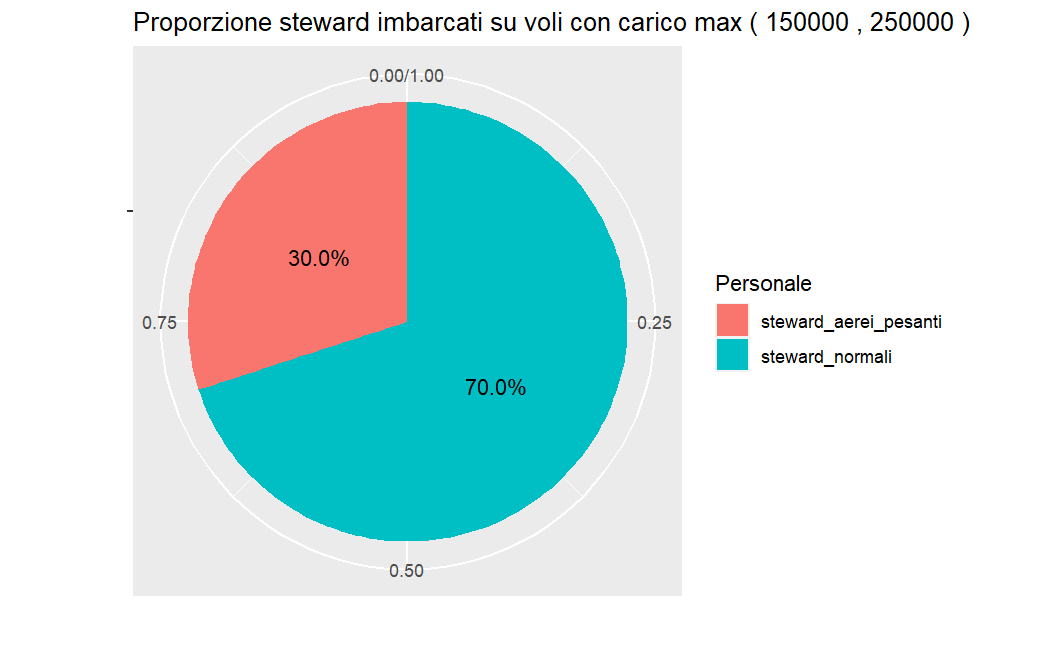 Proporzione steward imbarcati su voli con carico max ( 150000 , 250000 )
0.00/1.00
30.0%
0.75
0.25
70.0%
0.50
Personale
steward_aerei_pesanti
steward_normali